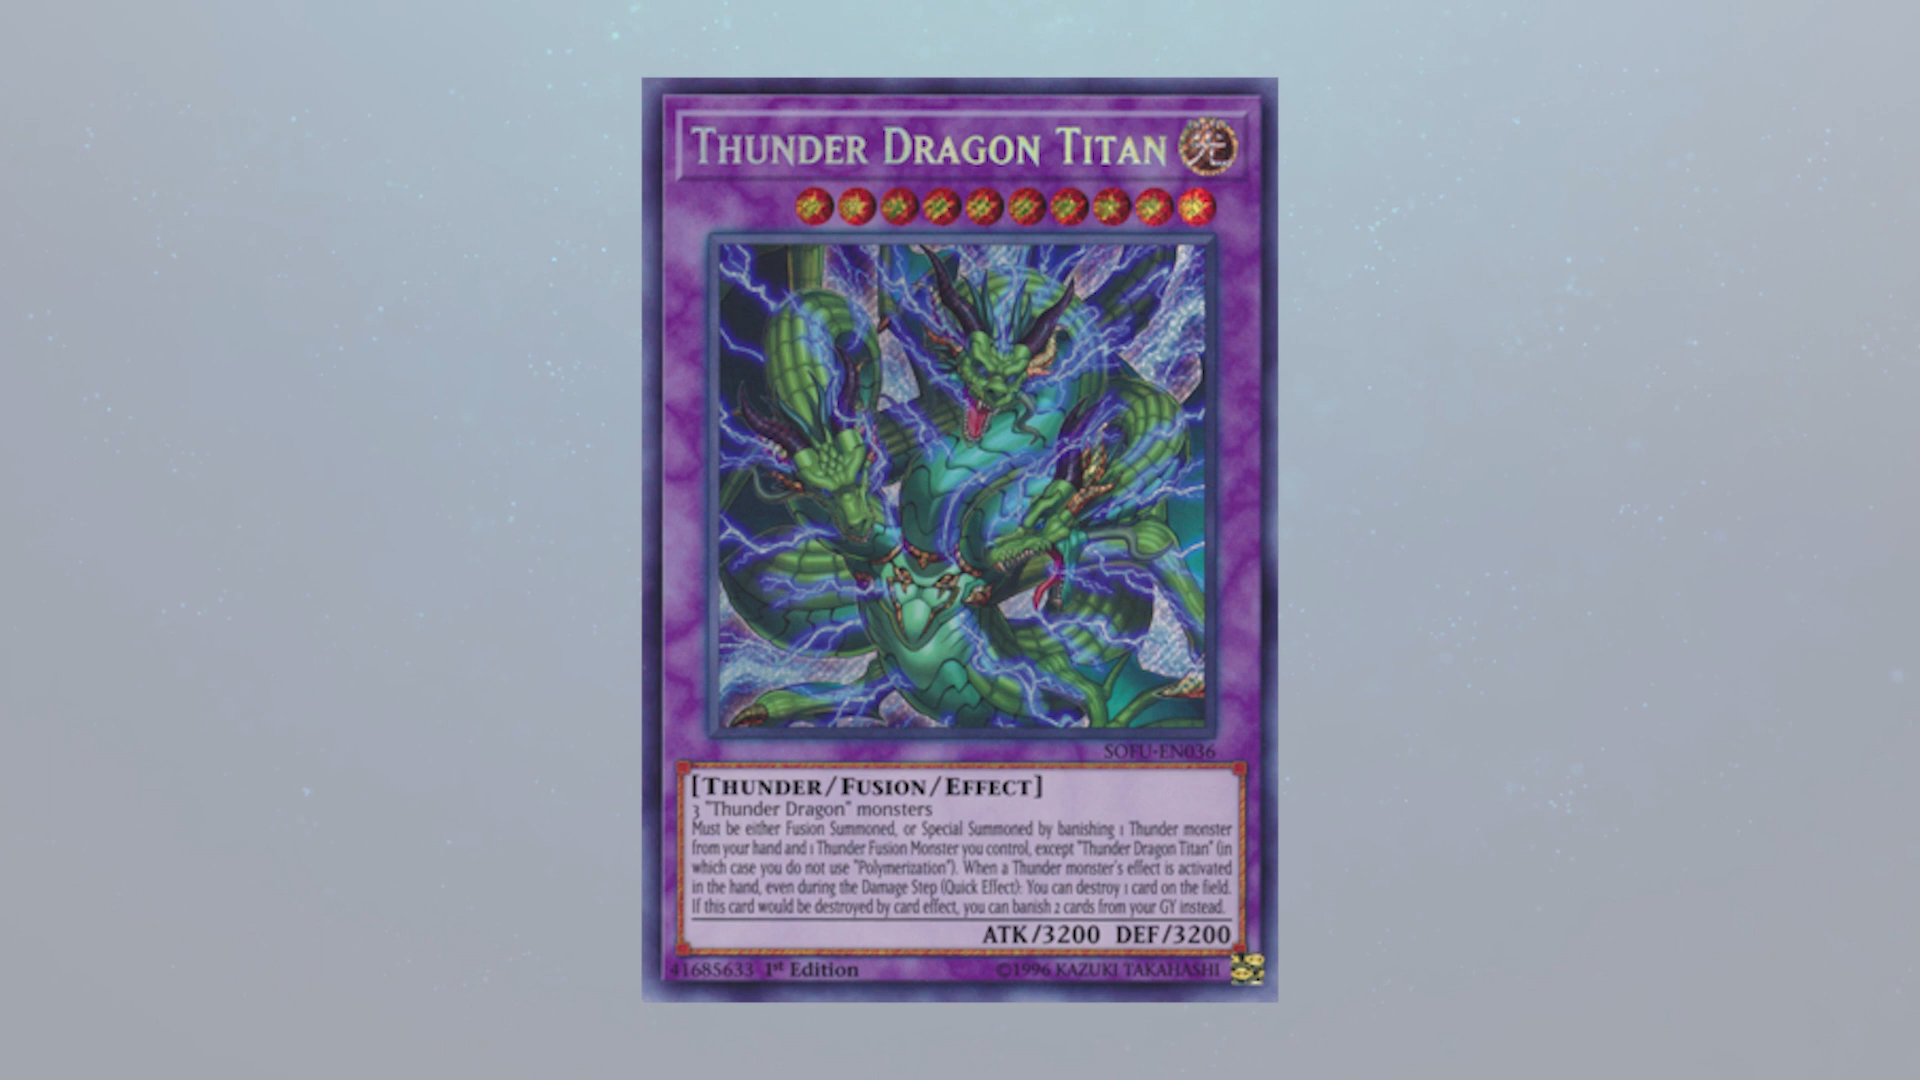 THUNDER DRAGON TITAN
光
SOFU-EN036
[THUNDER/FUSION/EFFECT]
3 "Thunder Dragon" monsters
Must be either Fusion Summoned, or Special Summoned by banishing 1 Thunder monster
from your hand and 1 Thunder Fusion Monster you control, except "Thunder Dragon Titan" (in
which case you do not use "Polymerization"). When a Thunder monster's effect is activated
in the hand, even during the Damage Step (Quick Effect): You can destroy 1 card on the field.
If this card would be destroyed by card effect, you can banish 2 cards from your GY instead.
ATK/3200 DEF/3200
41685633 1st Edition ©1996 KAZUKI TAKAHASHI